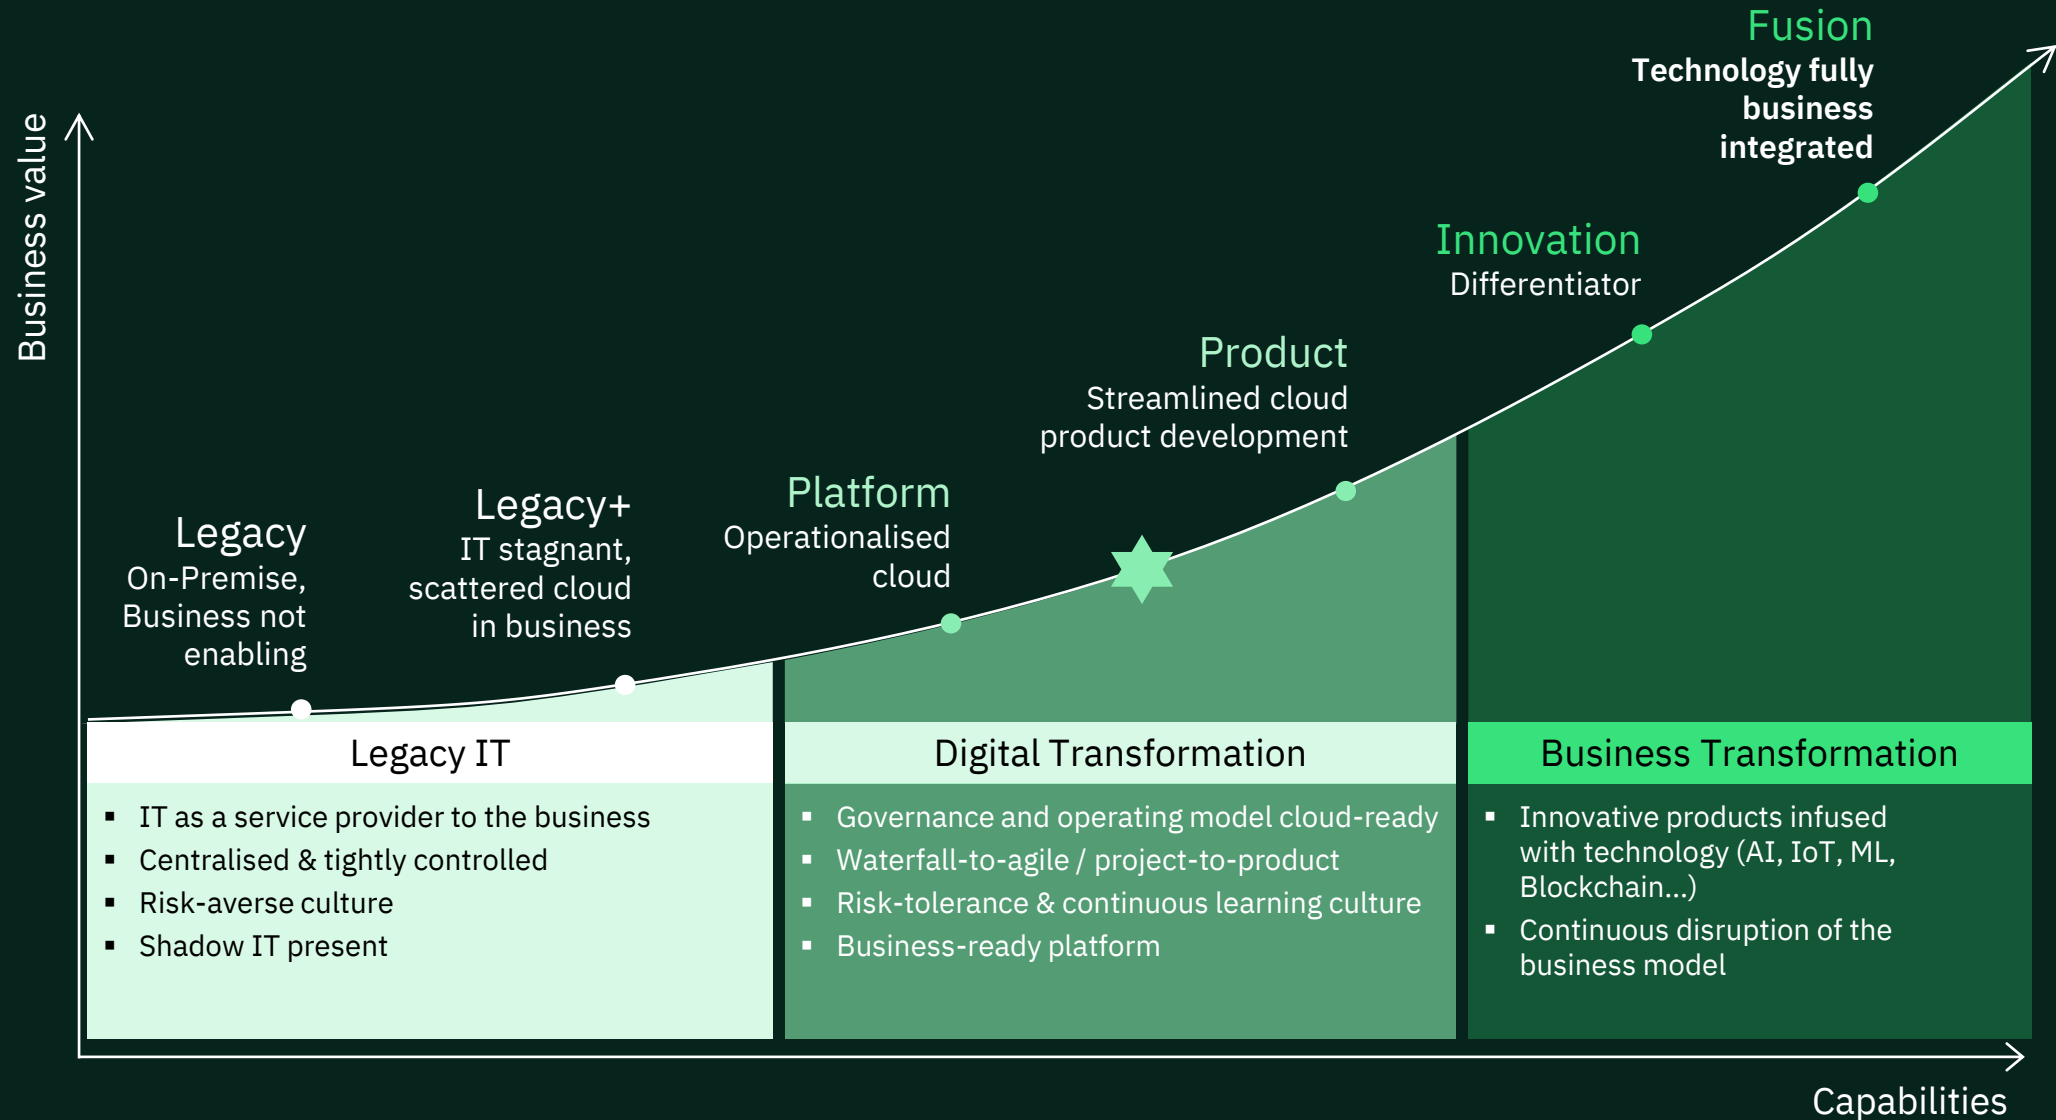 Business value
Legacy
On-Premise,
Business not
enabling
Legacy+
IT stagnant,
scattered cloud
in business
Platform
Operationalised
cloud
Product
Streamlined cloud
product development
Innovation
Differentiator
Fusion
Technology fully
business
integrated
Legacy IT
▪ IT as a service provider to the business
▪ Centralised & tightly controlled
▪ Risk-averse culture
▪ Shadow IT present
Digital Transformation
▪ Governance and operating model cloud-ready
▪ Waterfall-to-agile / project-to-product
▪ Risk-tolerance & continuous learning culture
▪ Business-ready platform
Business Transformation
▪ Innovative products infused
with technology (AI, IoT, ML,
Blockchain...)
▪ Continuous disruption of the
business model
Capabilities